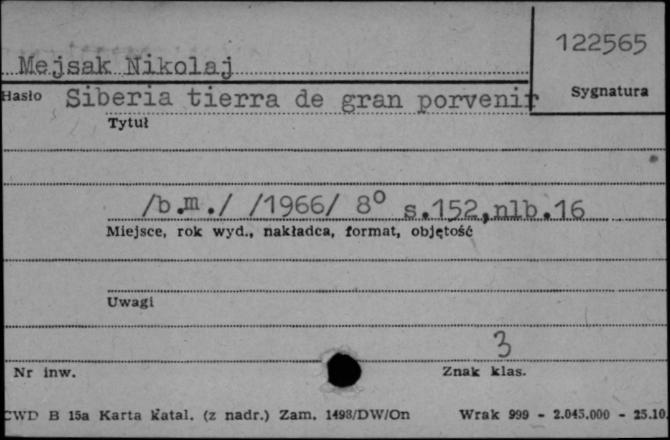 122565
Mejsak Nikolaj
Hasło Siberia tierra de gran porvenir Sygnatura
Tytuł
/b.m./ /1966/ 8° s.152,nlb.16
Miejsce, rok wyd., nakładca, format, objętość
Uwagi
3
Nr inw. Znak klas.
CWD B 15a Karta katal. (z nadr.) Zam. 1498/DW/On Wrak 999 - 2.045.000 - 25.10.